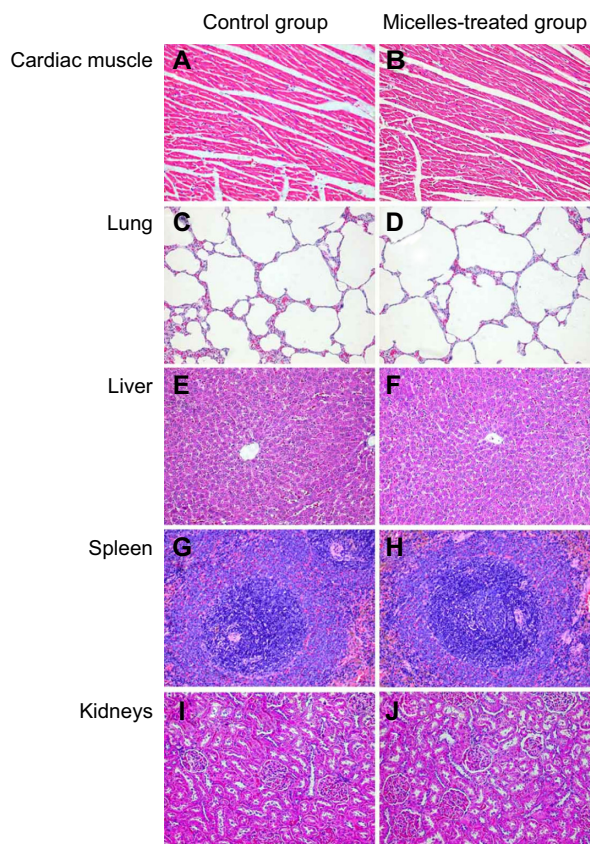 Control group Micelles-treated group
Cardiac muscle A B
Lung C D
Liver E F
Spleen G H
Kidneys I J